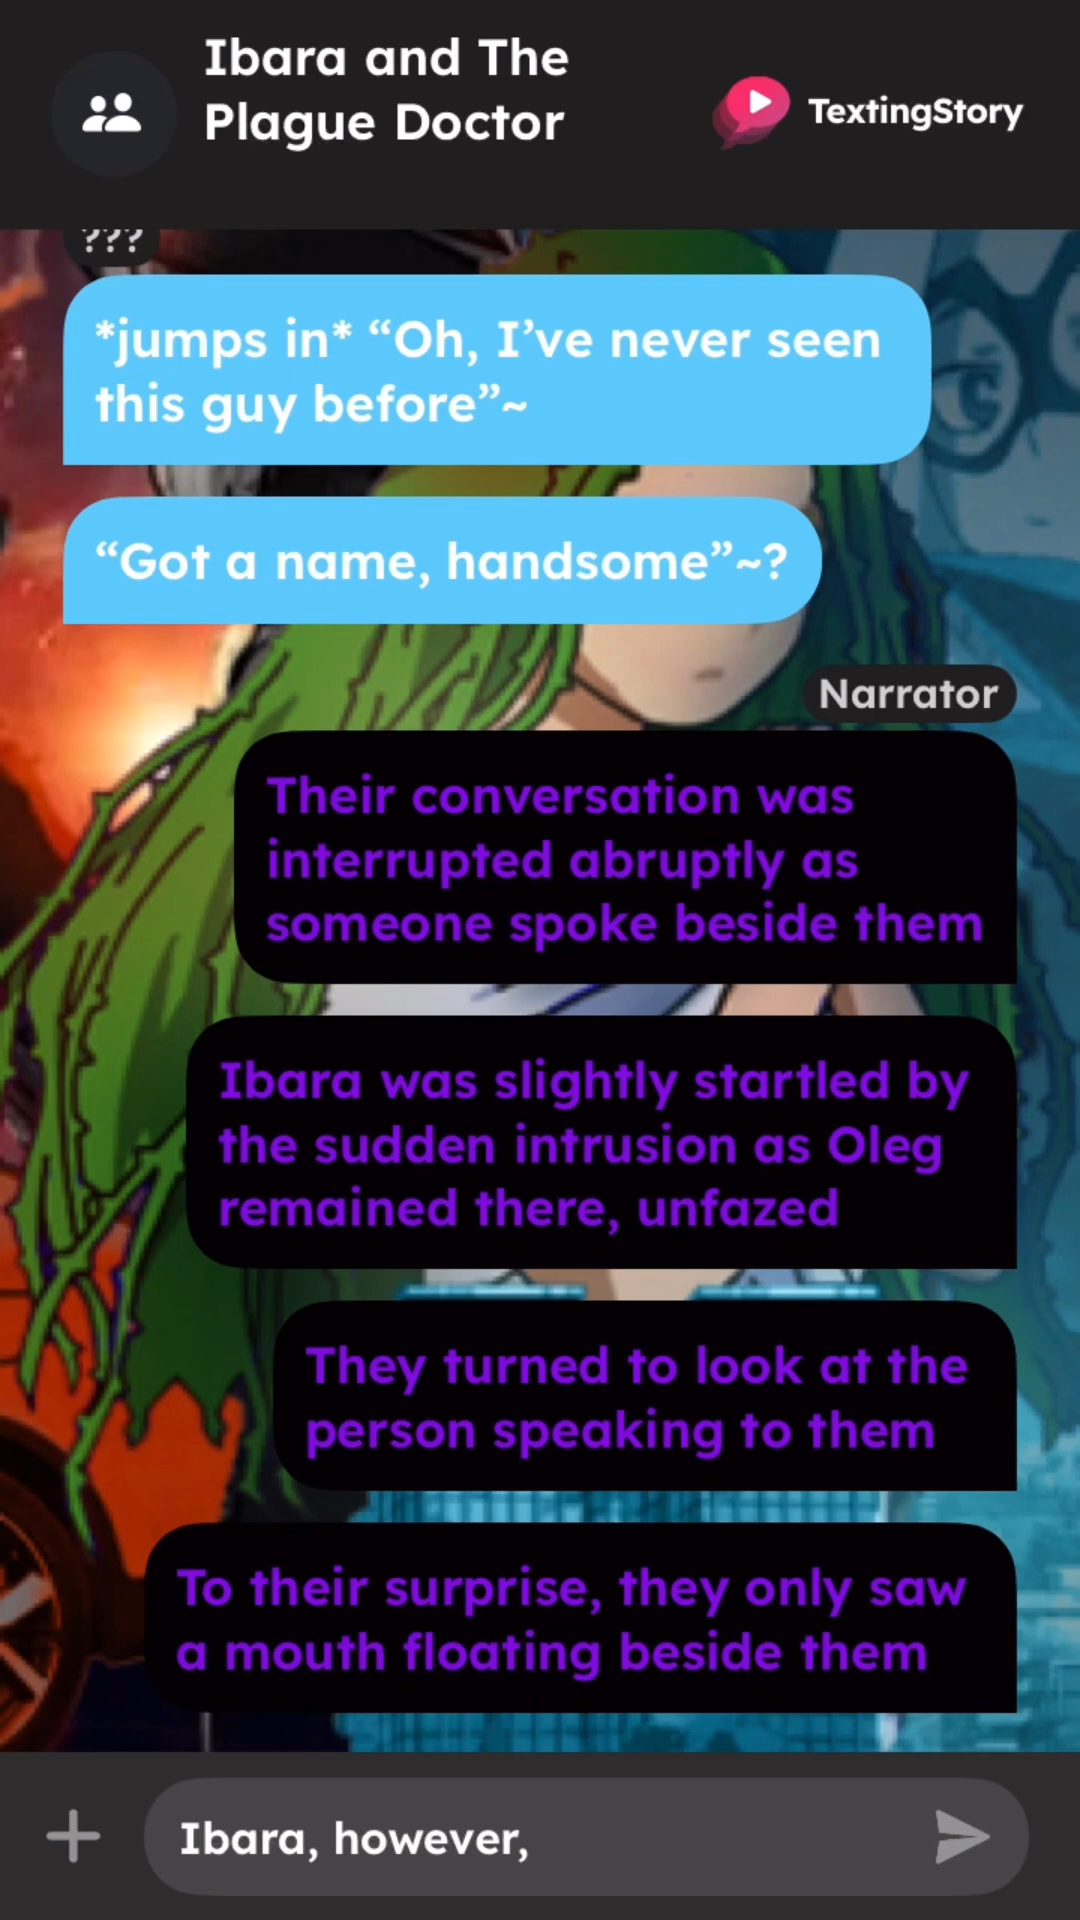 Ibara and The
Plague Doctor
TextingStory
???
*jumps in* “Oh, I’ve never seen
this guy before”~
“Got a name, handsome”~?
Narrator
Their conversation was
interrupted abruptly as
someone spoke beside them
Ibara was slightly startled by
the sudden intrusion as Oleg
remained there, unfazed
They turned to look at the
person speaking to them
To their surprise, they only saw
a mouth floating beside them
Ibara, however,